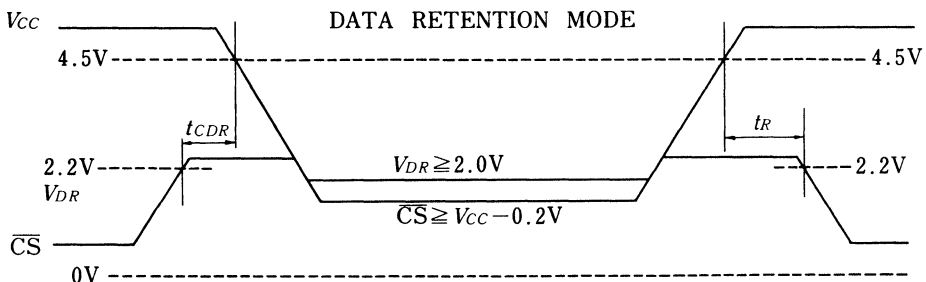 VCC
DATA RETENTION MODE
4.5V
4.5V
tCDR
tR
2.2V
VDR≧2.0V
2.2V
VDR
CS≧VCC−0.2V
CS
0V